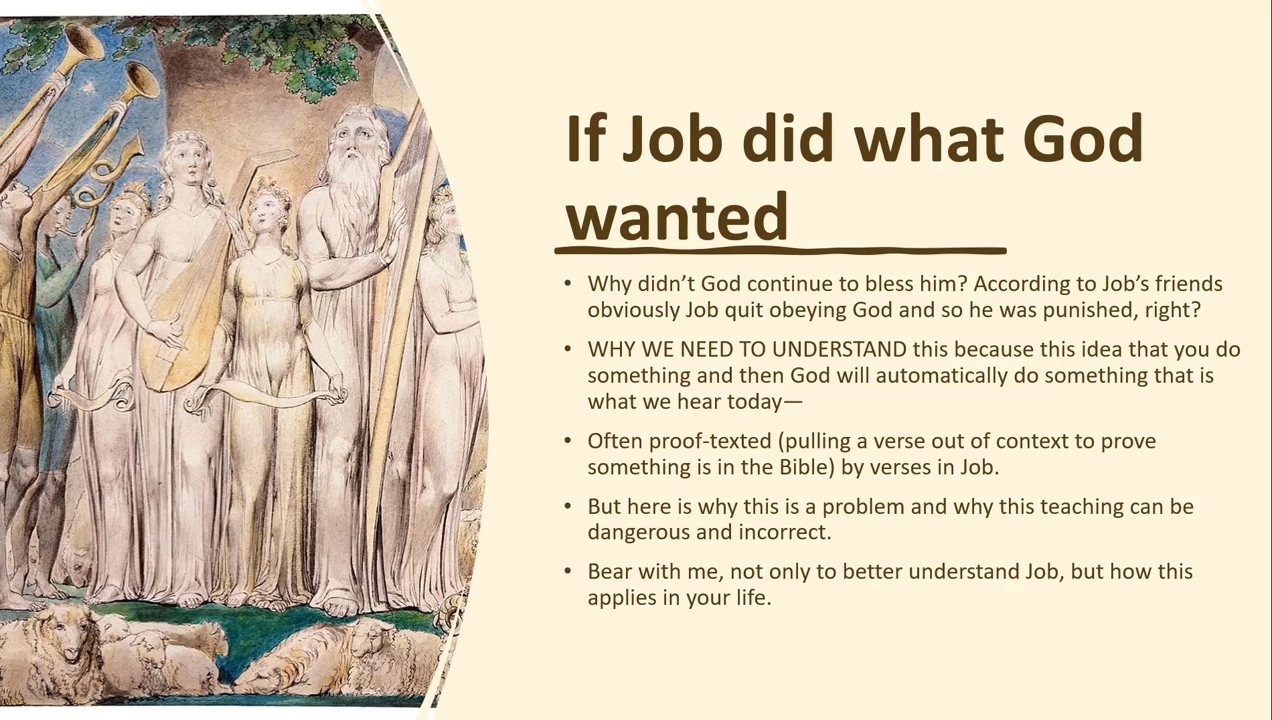 If Job did what God
wanted
• Why didn’t God continue to bless him? According to Job’s friends
obviously Job quit obeying God and so he was punished, right?
• WHY WE NEED TO UNDERSTAND this because this idea that you do
something and then God will automatically do something that is
what we hear today—
• Often proof-texted (pulling a verse out of context to prove
something is in the Bible) by verses in Job.
• But here is why this is a problem and why this teaching can be
dangerous and incorrect.
• Bear with me, not only to better understand Job, but how this
applies in your life.